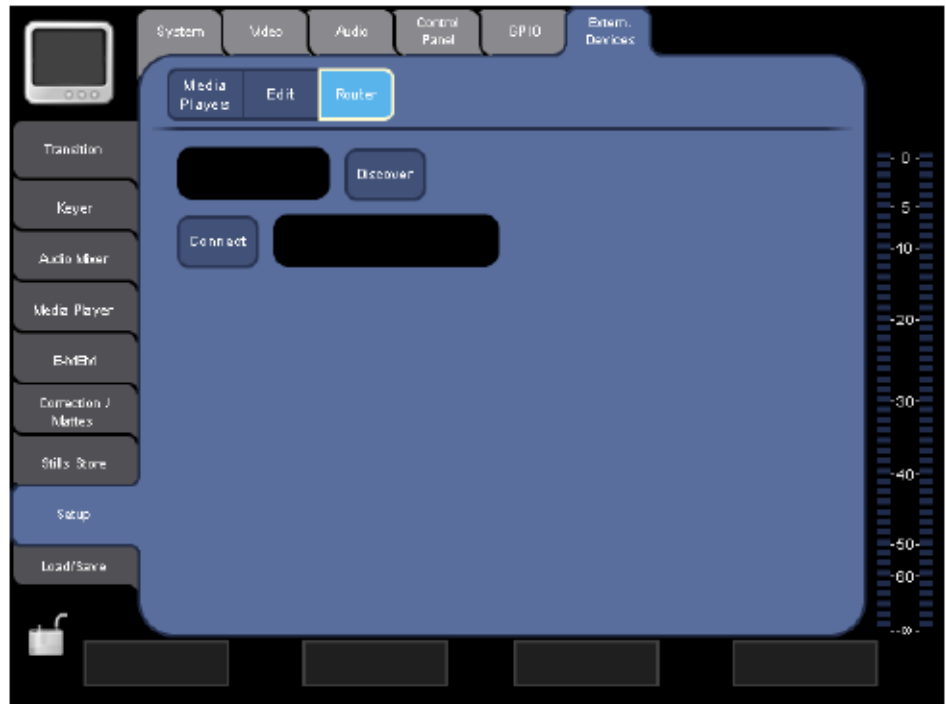 System
Video
Audio
Control
Panel
GPIO
Extern.
Devices
Media
Players
Edit
Router
Transition
Keyer
Audio Mixer
Media Player
E-MEM
Correction /
Mattes
Stills Store
Setup
Load/Save
Discover
Connect
- 0 -
- 5 -
-10-
-20-
-30-
-40-
-50-
-60-
--∞-